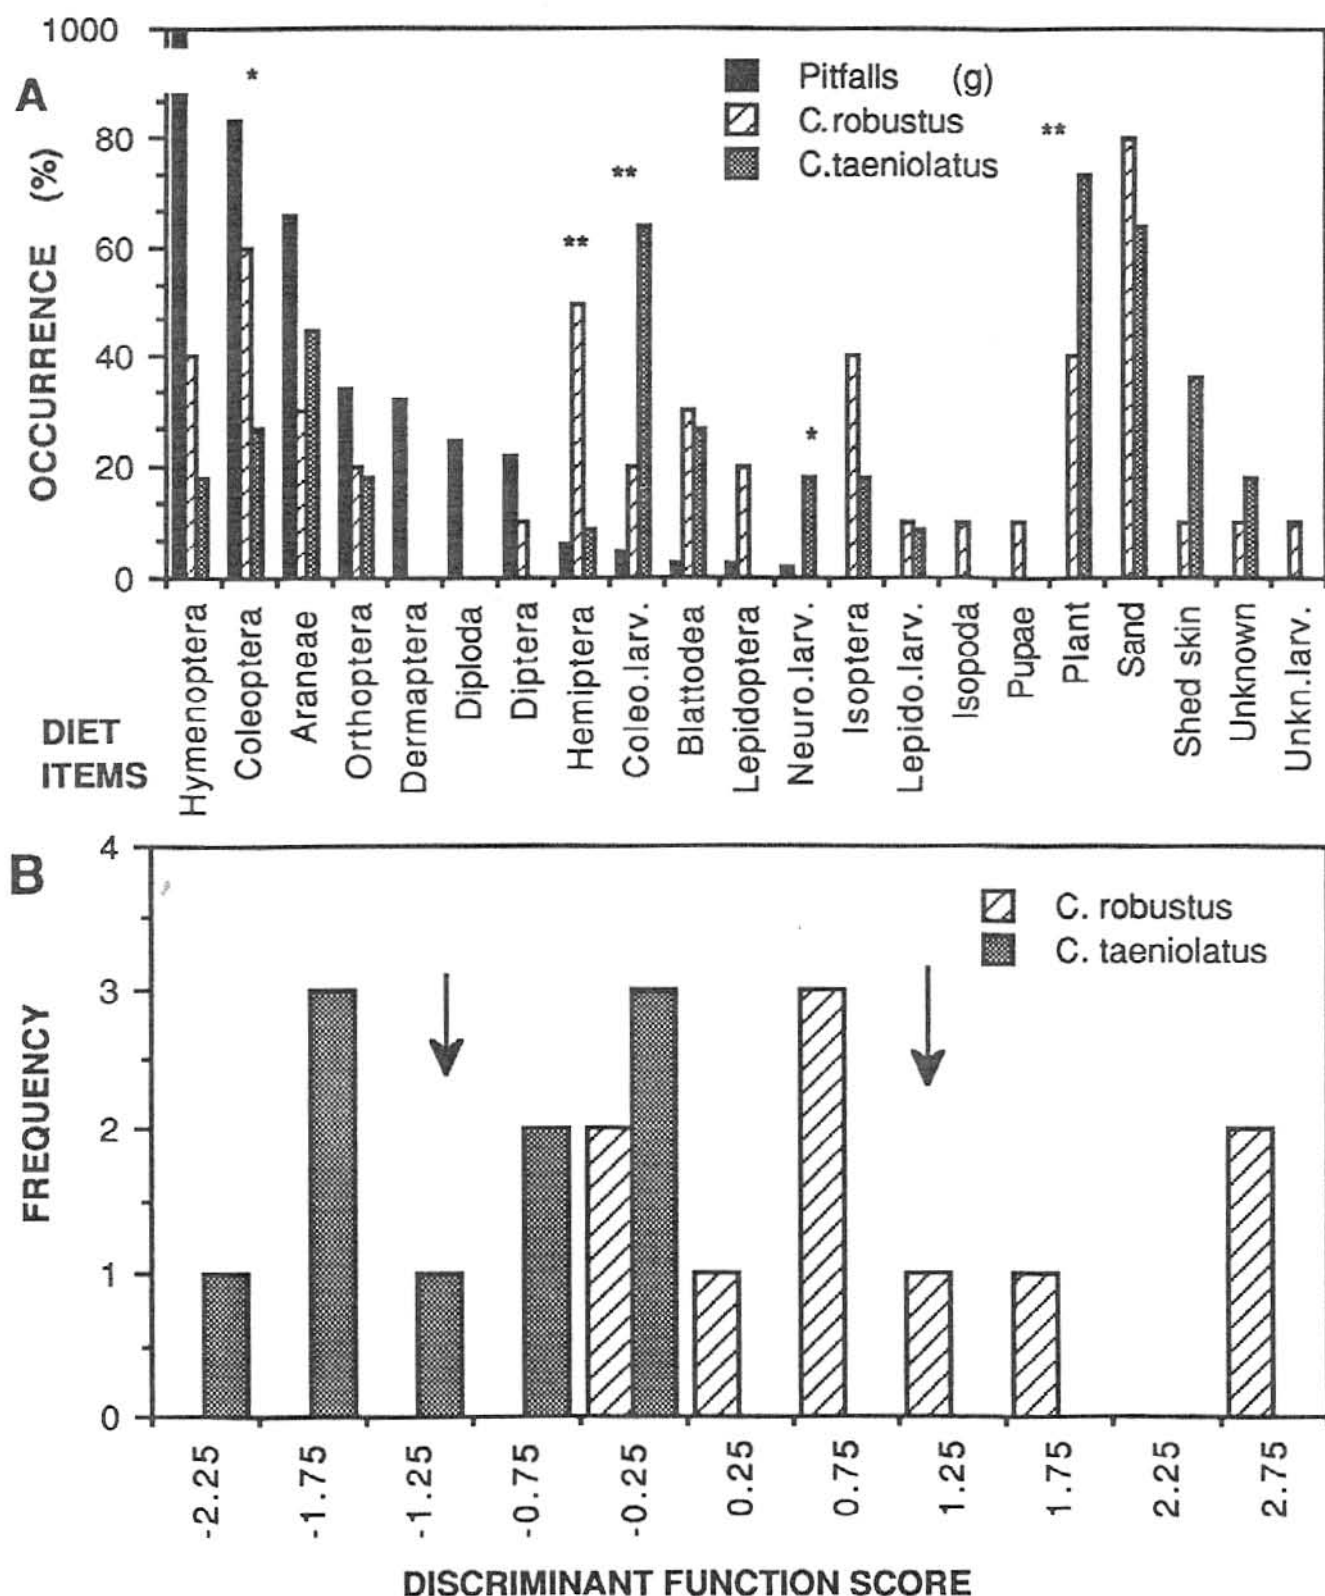 1000
A
80
60
40
20
0
OCCURRENCE (%)
*
**
**
*
**
Pitfalls (g)
C.robustus
C.taeniolatus
Hymenoptera
Coleoptera
Araneae
Orthoptera
Dermaptera
Diploda
Diptera
Hemiptera
Coleo.larv.
Blattodea
Lepidoptera
Neuro.larv.
Isoptera
Lepido.larv.
Isopoda
Pupae
Plant
Sand
Shed skin
Unknown
Unkn.larv.
DIET
ITEMS
B
4
3
2
1
0
FREQUENCY
C. robustus
C. taeniolatus
-2.25
-1.75
-1.25
-0.75
-0.25
0.25
0.75
1.25
1.75
2.25
2.75
DISCRIMINANT FUNCTION SCORE